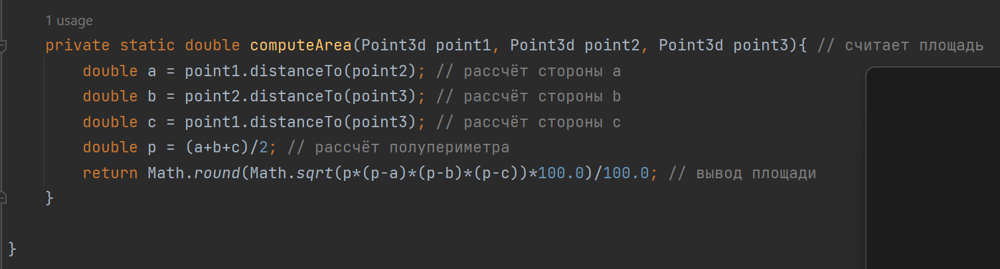 1 usage
private static double computeArea(Point3d point1, Point3d point2, Point3d point3){ // считает площадь
double a = point1.distanceTo(point2); // рассчёт стороны a
double b = point2.distanceTo(point3); // рассчёт стороны b
double c = point1.distanceTo(point3); // рассчёт стороны c
double p = (a+b+c)/2; // рассчёт полупериметра
return Math.round(Math.sqrt(p*(p-a)*(p-b)*(p-c))*100.0)/100.0; // вывод площади
}
}